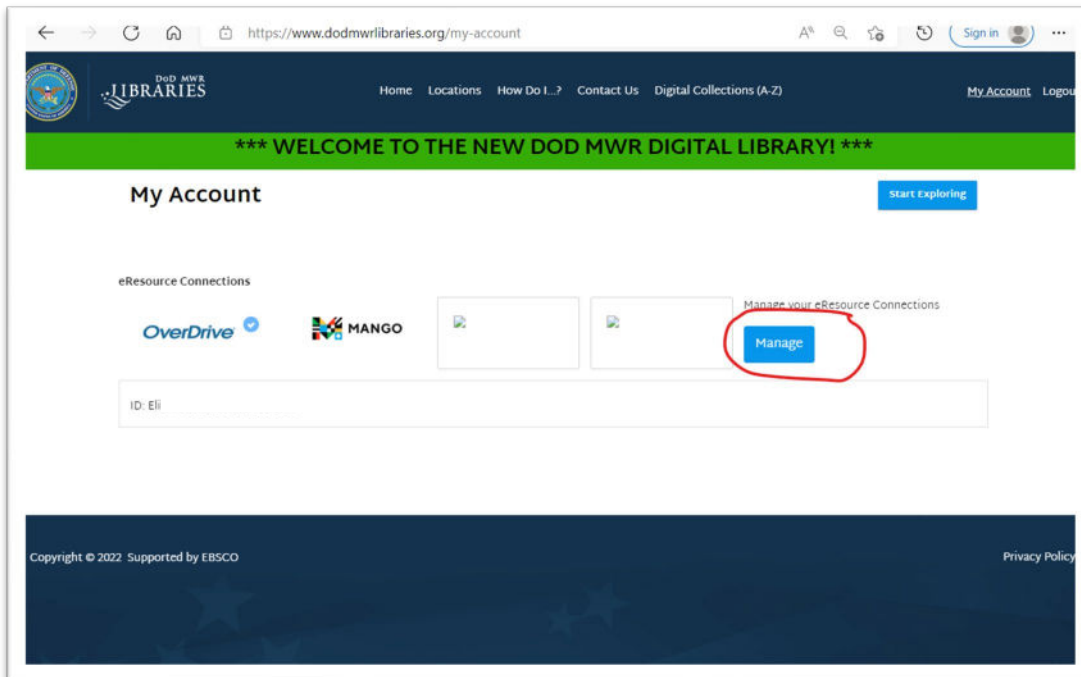 https://www.dodmwrlibraries.org/my-account
Sign in
DoD MWR
LIBRARIES
Home Locations How Do I...? Contact Us Digital Collections (A-Z)
My Account Logou
*** WELCOME TO THE NEW DOD MWR DIGITAL LIBRARY! ***
My Account
Start Exploring
eResource Connections
Manage your eResource Connections
OverDrive
MANGO
Manage
ID: Eli
Copyright © 2022 Supported by EBSCO
Privacy Policy